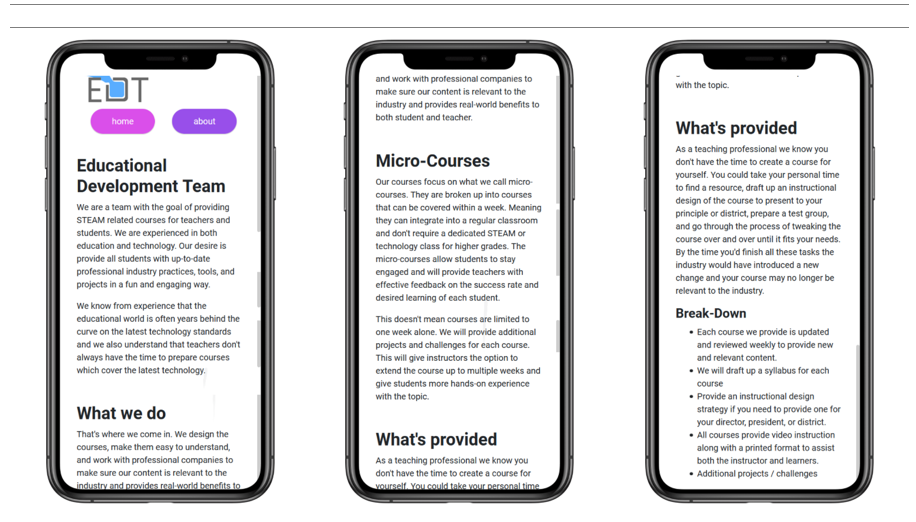 EDT
home
about
Educational
Development Team
We are a team with the goal of providing
STEAM related courses for teachers and
students. We are experienced in both
education and technology. Our desire is
provide all students with up-to-date
professional industry practices, tools, and
projects in a fun and engaging way.
We know from experience that the
educational world is often years behind the
curve on the latest technology standards
and we also understand that teachers don't
always have the time to prepare courses
which cover the latest technology.
What we do
That's where we come in. We design the
courses, make them easy to understand,
and work with professional companies to
make sure our content is relevant to the
industry and provides real-world benefits to
and work with professional companies to
make sure our content is relevant to the
industry and provides real-world benefits to
both student and teacher.
Micro-Courses
Our courses focus on what we call micro-
courses. They are broken up into courses
that can be covered within a week. Meaning
they can integrate into a regular classroom
and don't require a dedicated STEAM or
technology class for higher grades. The
micro-courses allow students to stay
engaged and will provide teachers with
effective feedback on the success rate and
desired learning of each student.
This doesn't mean courses are limited to
one week alone. We will provide additional
projects and challenges for each course.
This will give instructors the option to
extend the course up to multiple weeks and
give students more hands-on experience
with the topic.
What's provided
As a teaching professional we know you
don't have the time to create a course for
yourself. You could take your personal time
with the topic.
What's provided
As a teaching professional we know you
don't have the time to create a course for
yourself. You could take your personal time
to find a resource, draft up an instructional
design of the course to present to your
principle or district, prepare a test group,
and go through the process of tweaking the
course over and over until it fits your needs.
By the time you'd finish all these tasks the
industry would have introduced a new
change and your course may no longer be
relevant to the industry.
Break-Down
Each course we provide is updated
and reviewed weekly to provide new
and relevant content.
We will draft up a syllabus for each
course
Provide an instructional design
strategy if you need to provide one for
your director, president, or district.
All courses provide video instruction
along with a printed format to assist
both the instructor and learners.
Additional projects / challenges